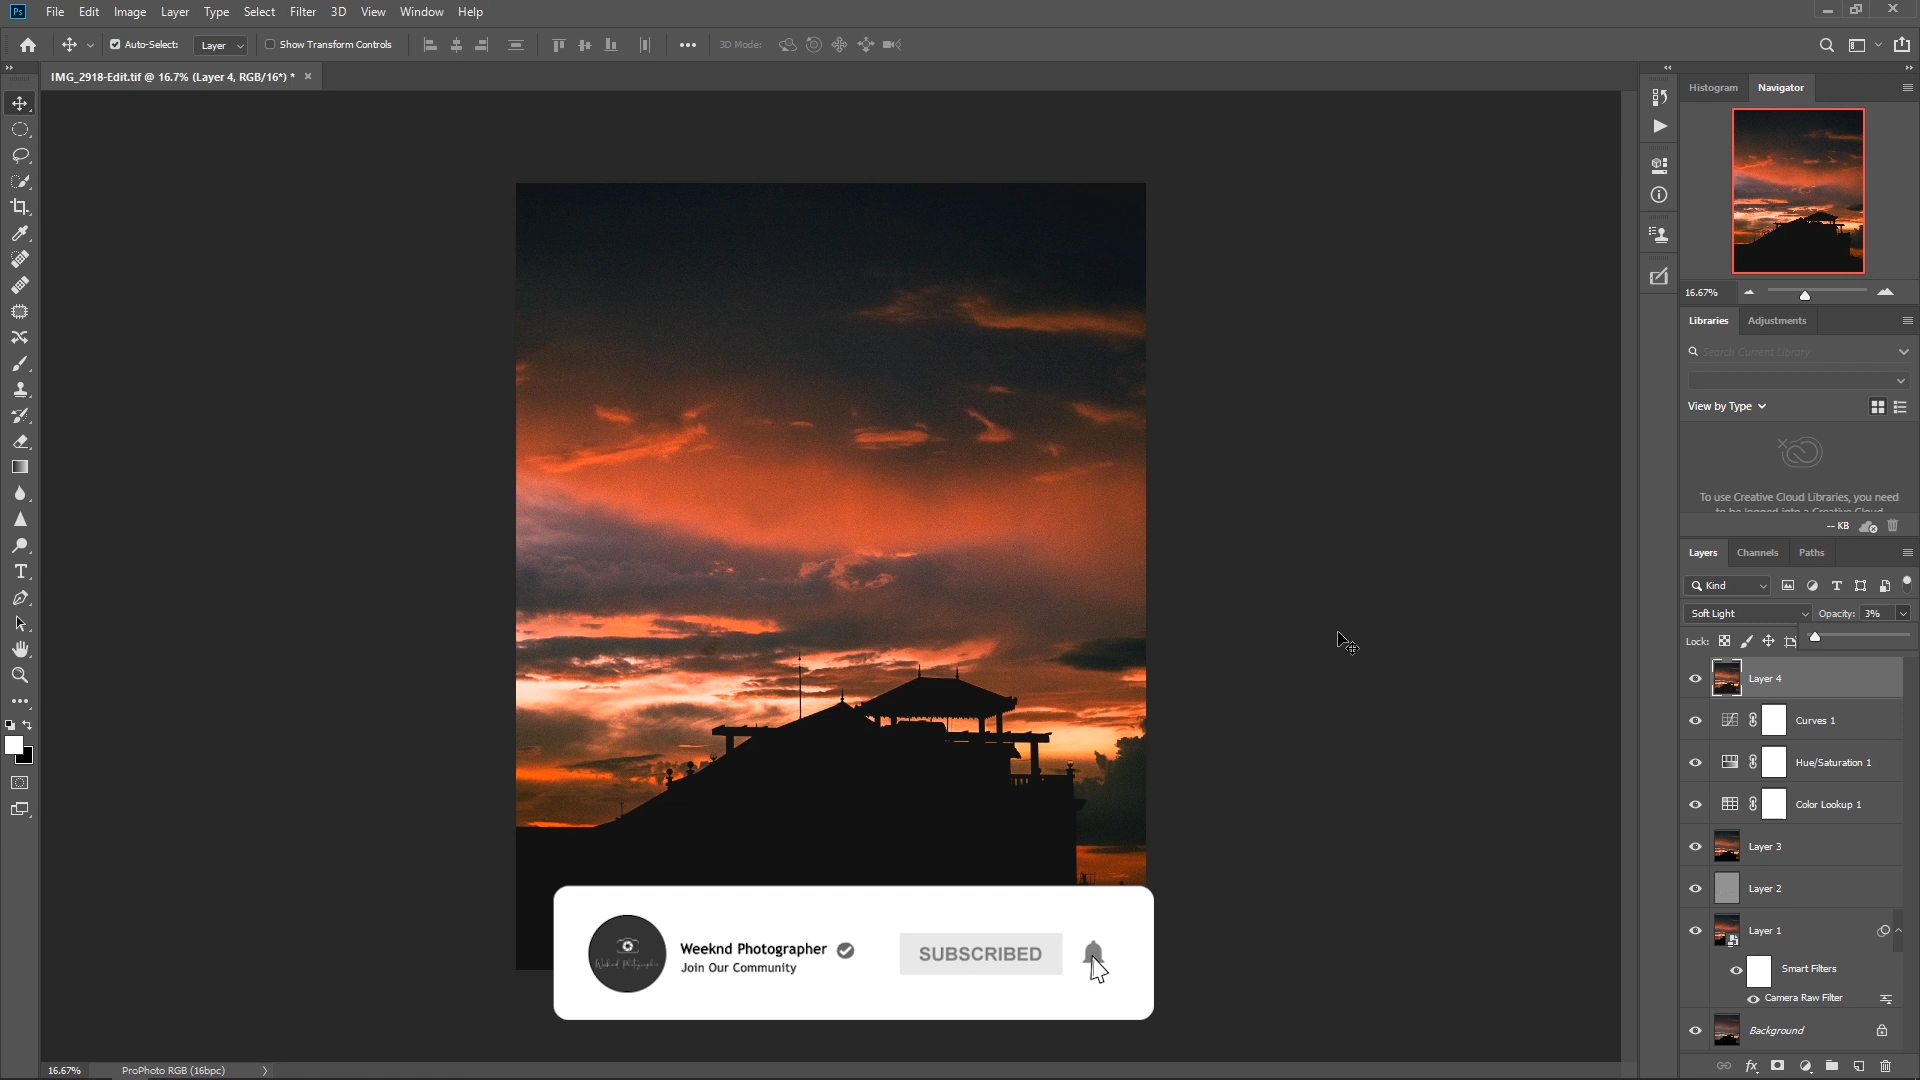 Ps File Edit Image Layer Type Select Filter 3D View Window Help
Auto-Select: Layer Show Transform Controls 3D Mode:
IMG_2918-Edit.tif @ 16.7% (Layer 4, RGB/16*) * ×
Histogram Navigator
16.67%
Libraries Adjustments
Search Current Library
View by Type
To use Creative Cloud Libraries, you need
to be logged into a Creative Cloud
-- KB
Layers Channels Paths
Kind
Soft Light Opacity: 3%
Lock:
Layer 4
Curves 1
Hue/Saturation 1
Color Lookup 1
Layer 3
Layer 2
Layer 1
Smart Filters
Camera Raw Filter
Background
fx
Weeknd Photographer
Weeknd Photographer
Join Our Community
SUBSCRIBED
16.67% ProPhoto RGB (16bpc)